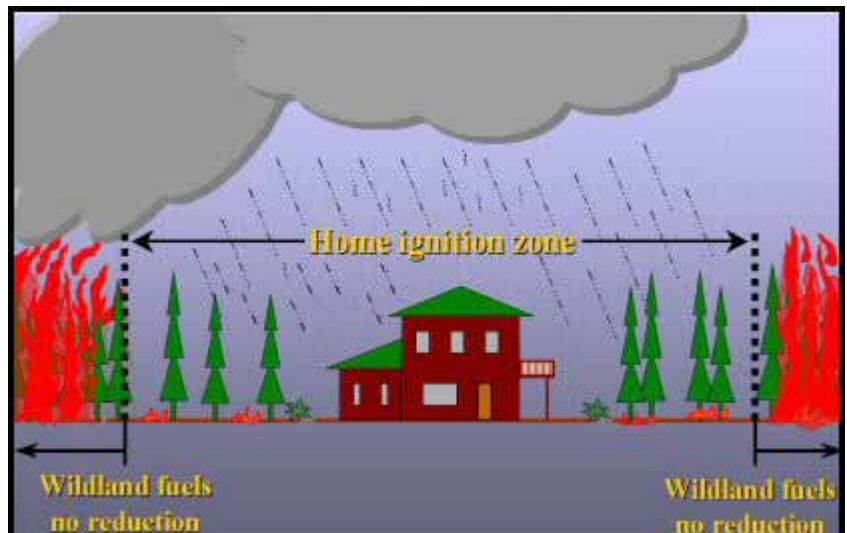 Home ignition zone
Wildland fuels
no reduction
Wildland fuels
no reduction